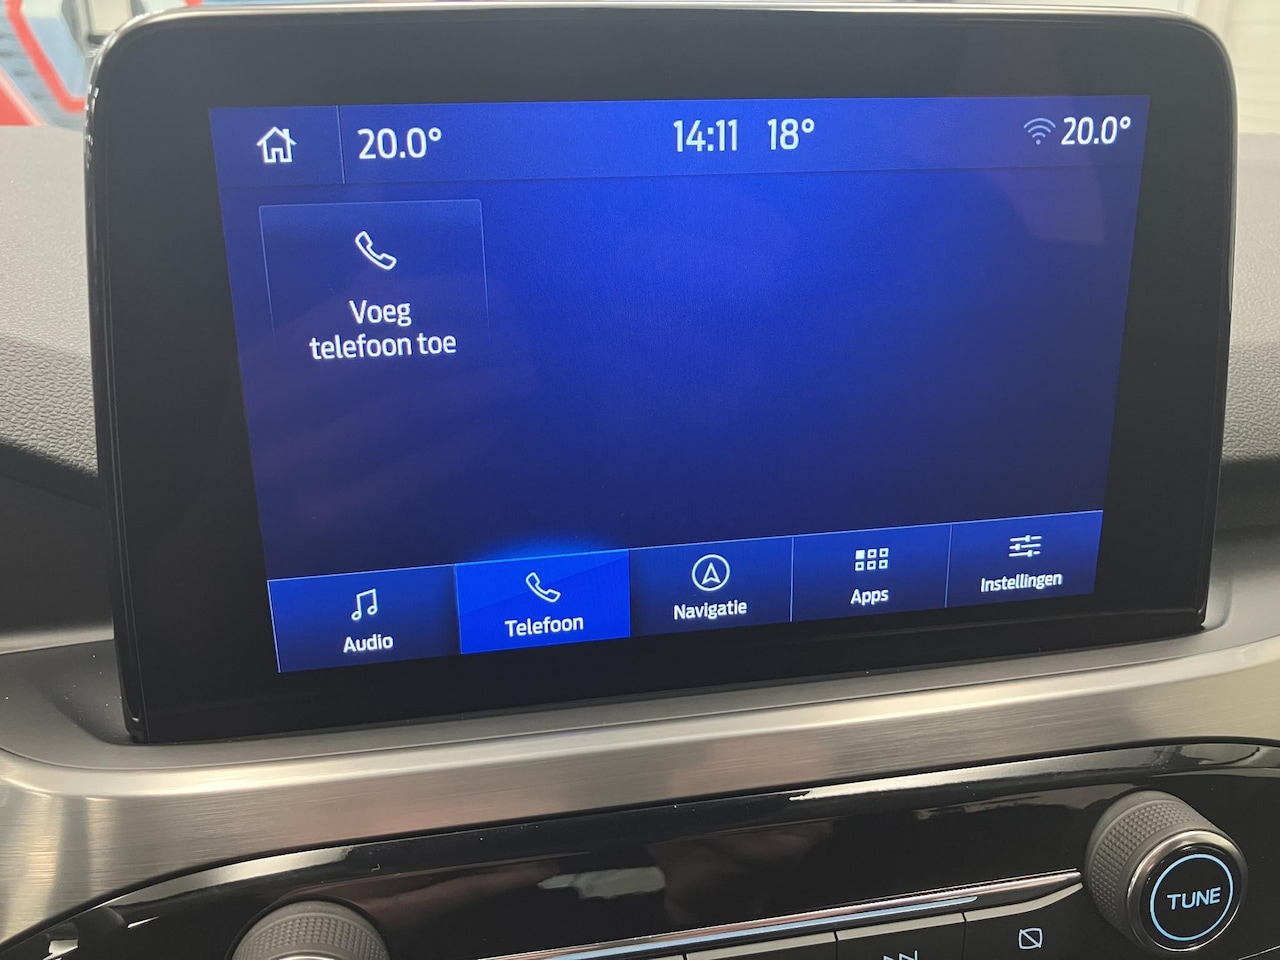 20.0°
14:11 18°
20.0°
Voeg
telefoon toe
Audio
Telefoon
Navigatie
Apps
Instellingen
TUNE